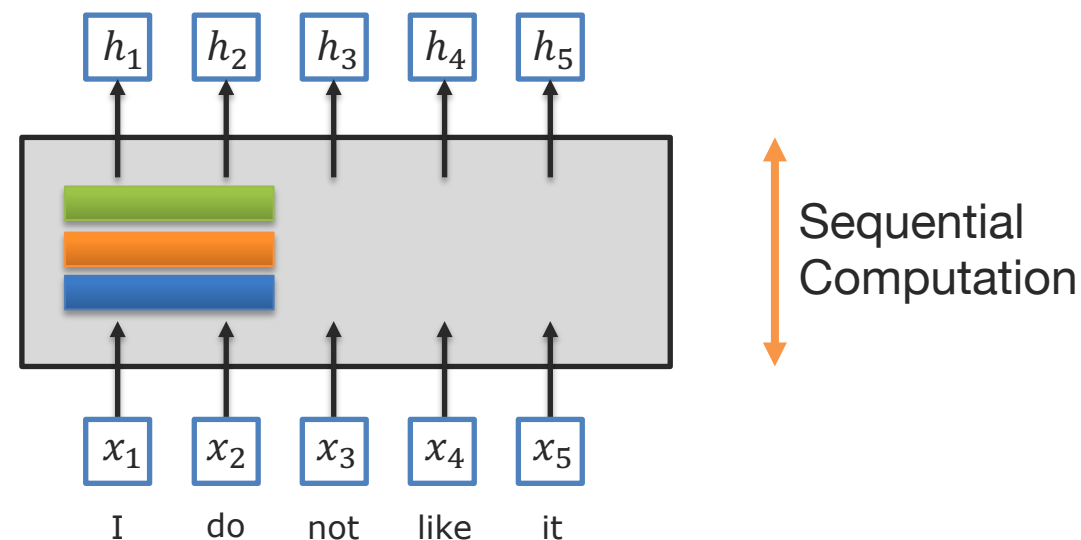 h₁ h₂ h₃ h₄ h₅
Sequential
Computation
x₁ x₂ x₃ x₄ x₅
I do not like it